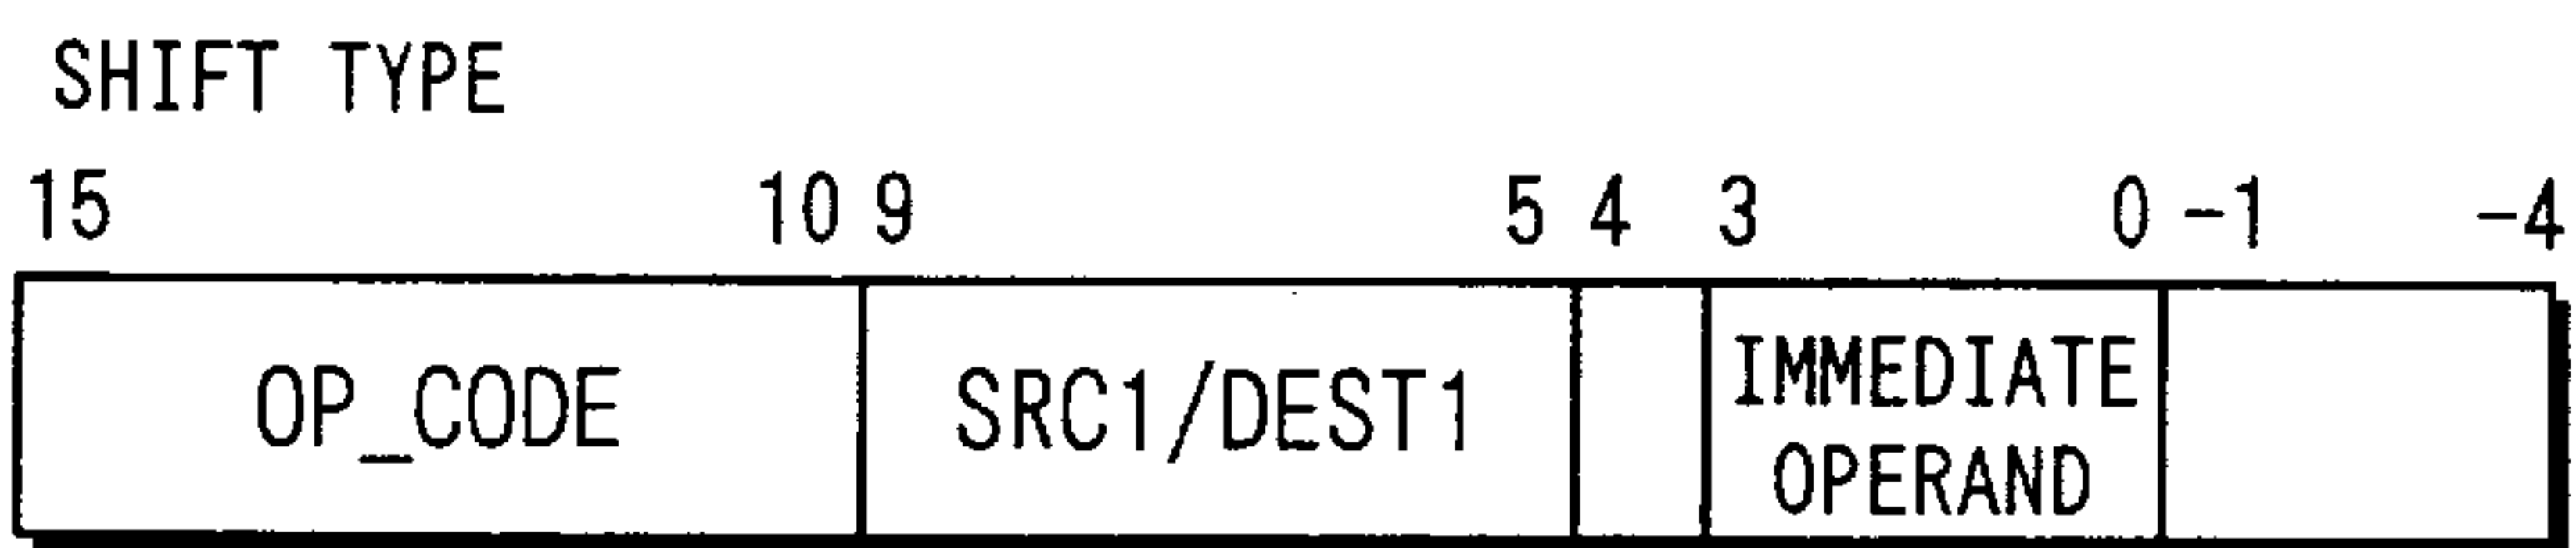 SHIFT TYPE
15 10 9 5 4 3 0 -1 -4
OP_CODE SRC1/DEST1 IMMEDIATE
OPERAND